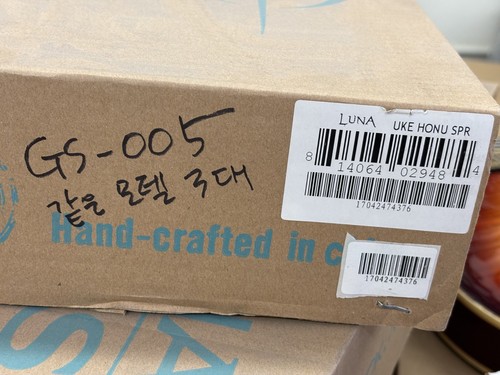 GS-005
같은 모델 3대
Hand-crafted in c
LUNA UKE HONU SPR
8 14064 02948 4
17042474376
17042474376